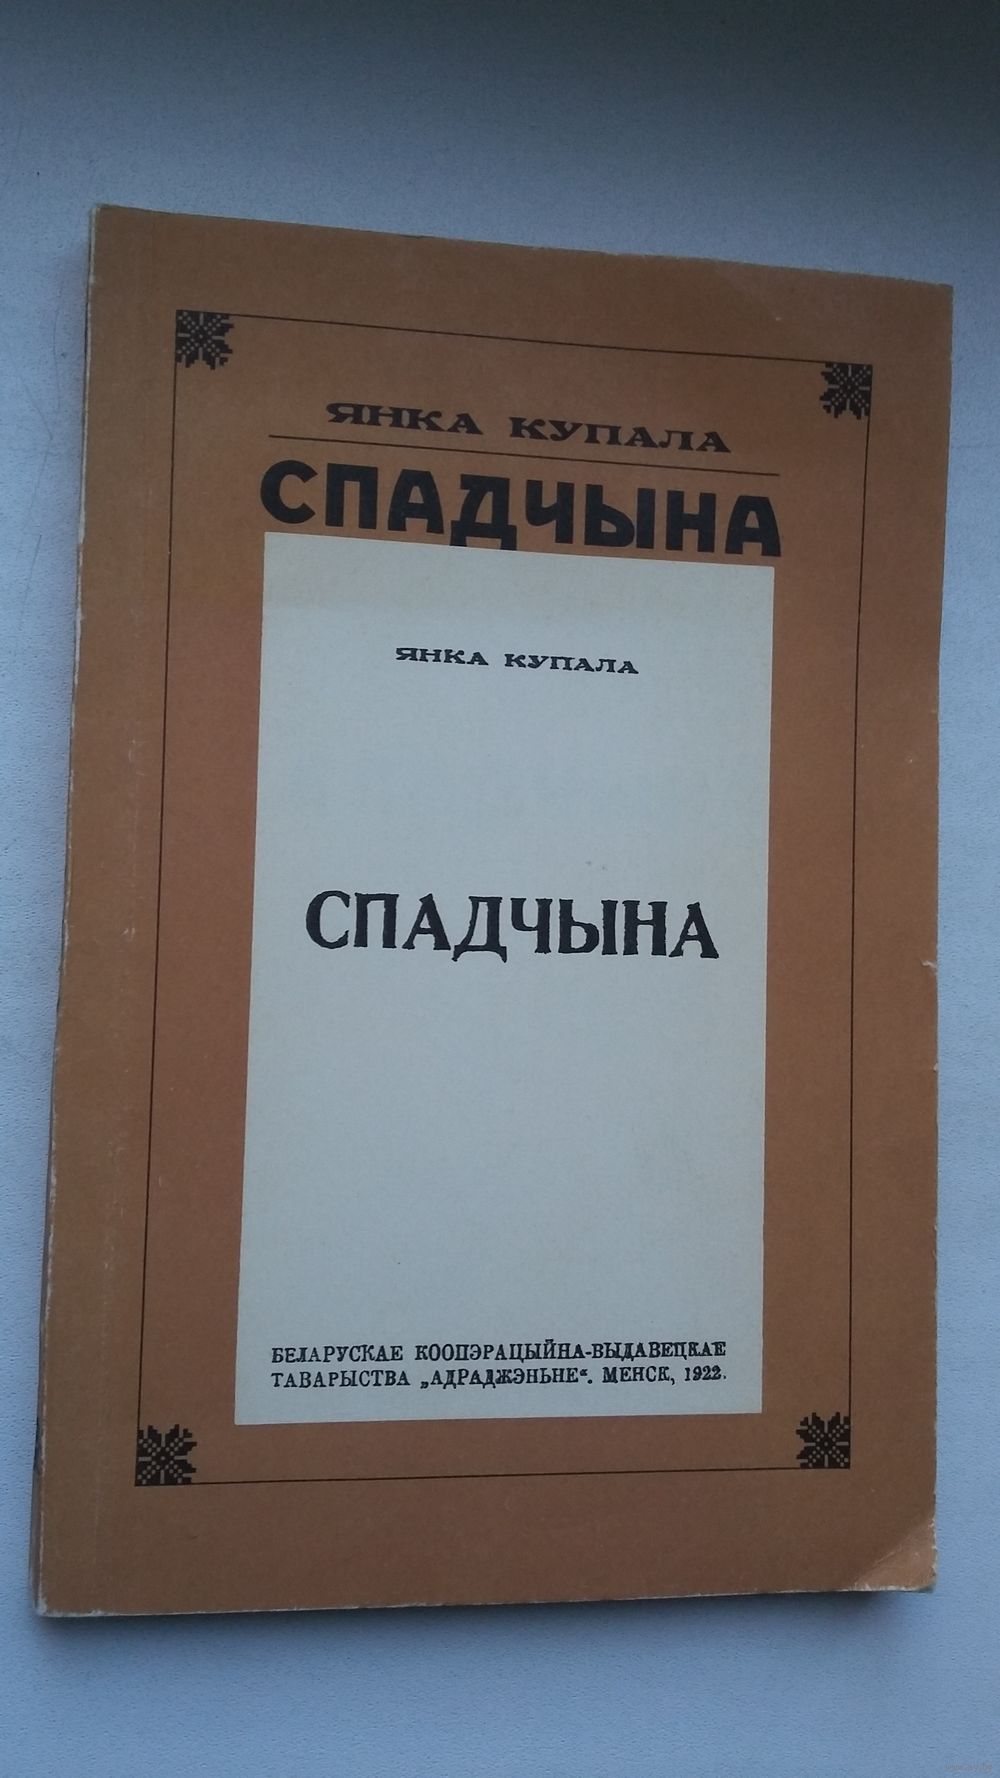 ЯНКА КУПАЛА
СПАДЧЫНА
ЯНКА КУПАЛА
СПАДЧЫНА
БЕЛАРУСКАЕ КООПЭРАЦЫЙНА-ВЫДАВЕЦКАЕ
ТАВАРЫСТВА „АДРАДЖЭНЬНЕ“. МЕНСК, 1922.